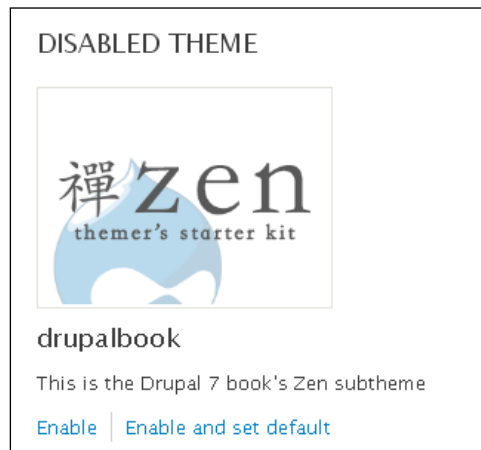 DISABLED THEME
禪zen
themer's starter kit
drupalbook
This is the Drupal 7 book's Zen subtheme
Enable
Enable and set default